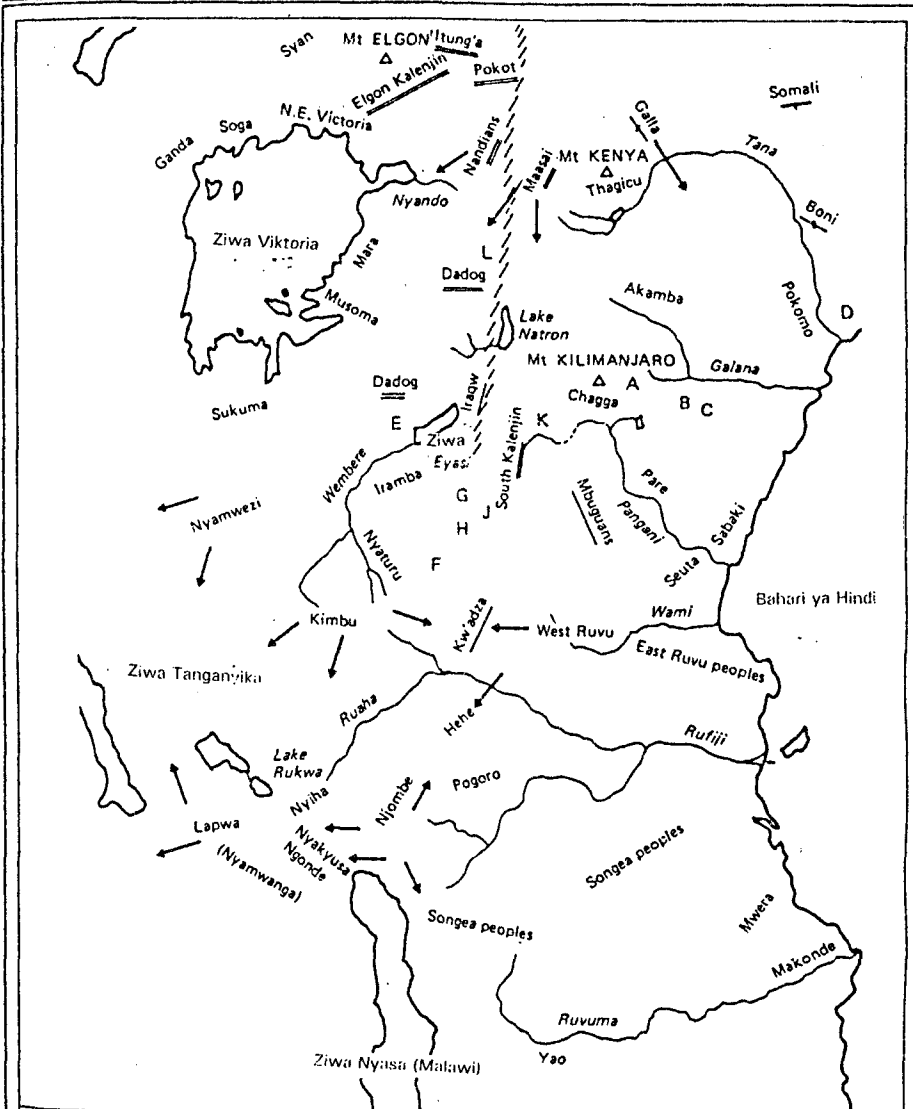 Syan
Mt ELGON
Itung'a
Elgon Kalenjin
Pokot
Somali
N.E. Victoria
Soga
Ganda
Galla
Tana
Nandians
Maasai
Mt KENYA
Thagicu
Nyando
Boni
Ziwa Viktoria
Mara
L
Dadog
Akamba
Pokomo
D
Musoma
Lake
Natron
Mt KILIMANJARO
Galana
Dadog
Iraqw
Chagga
A
B
C
Sukuma
E
Ziwa
Eyasi
South Kalenjin
K
Wembere
Iramba
G
Pare
J
Mbuguans
Pangani
Sabaki
Nyamwezi
H
Nyaturu
F
Seuta
Bahari ya Hindi
Kimbu
Kw'adza
West Ruvu
Wami
East Ruvu peoples
Ziwa Tanganyika
Ruaha
Hehe
Rufiji
Lake
Rukwa
Nyiha
Njombe
Pogoro
Lapwa
(Nyamwanga)
Nyakyusa
Ngonde
Songea peoples
Songea peoples
Mwera
Makonde
Ruvuma
Yao
Ziwa Nyasa (Malawi)